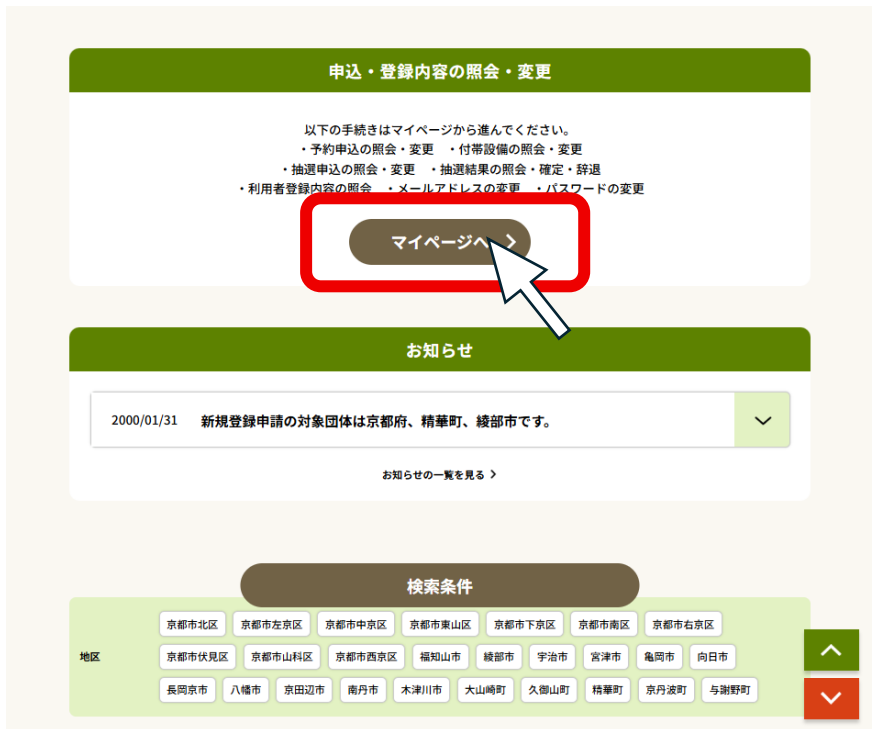 申込・登録内容の照会・変更
以下の手続きはマイページから進んでください。
・予約申込の照会・変更　・付帯設備の照会・変更
・抽選申込の照会・変更　・抽選結果の照会・確定・辞退
・利用者登録内容の照会　・メールアドレスの変更　・パスワードの変更
マイページへ
お知らせ
2000/01/31　新規登録申請の対象団体は京都府、精華町、綾部市です。
お知らせの一覧を見る
検索条件
京都市北区　京都市左京区　京都市中京区　京都市東山区　京都市下京区　京都市南区　京都市右京区
地区　京都市伏見区　京都市山科区　京都市西京区　福知山市　綾部市　宇治市　宮津市　亀岡市　向日市
長岡京市　八幡市　京田辺市　南丹市　木津川市　大山崎町　久御山町　精華町　京丹波町　与謝野町